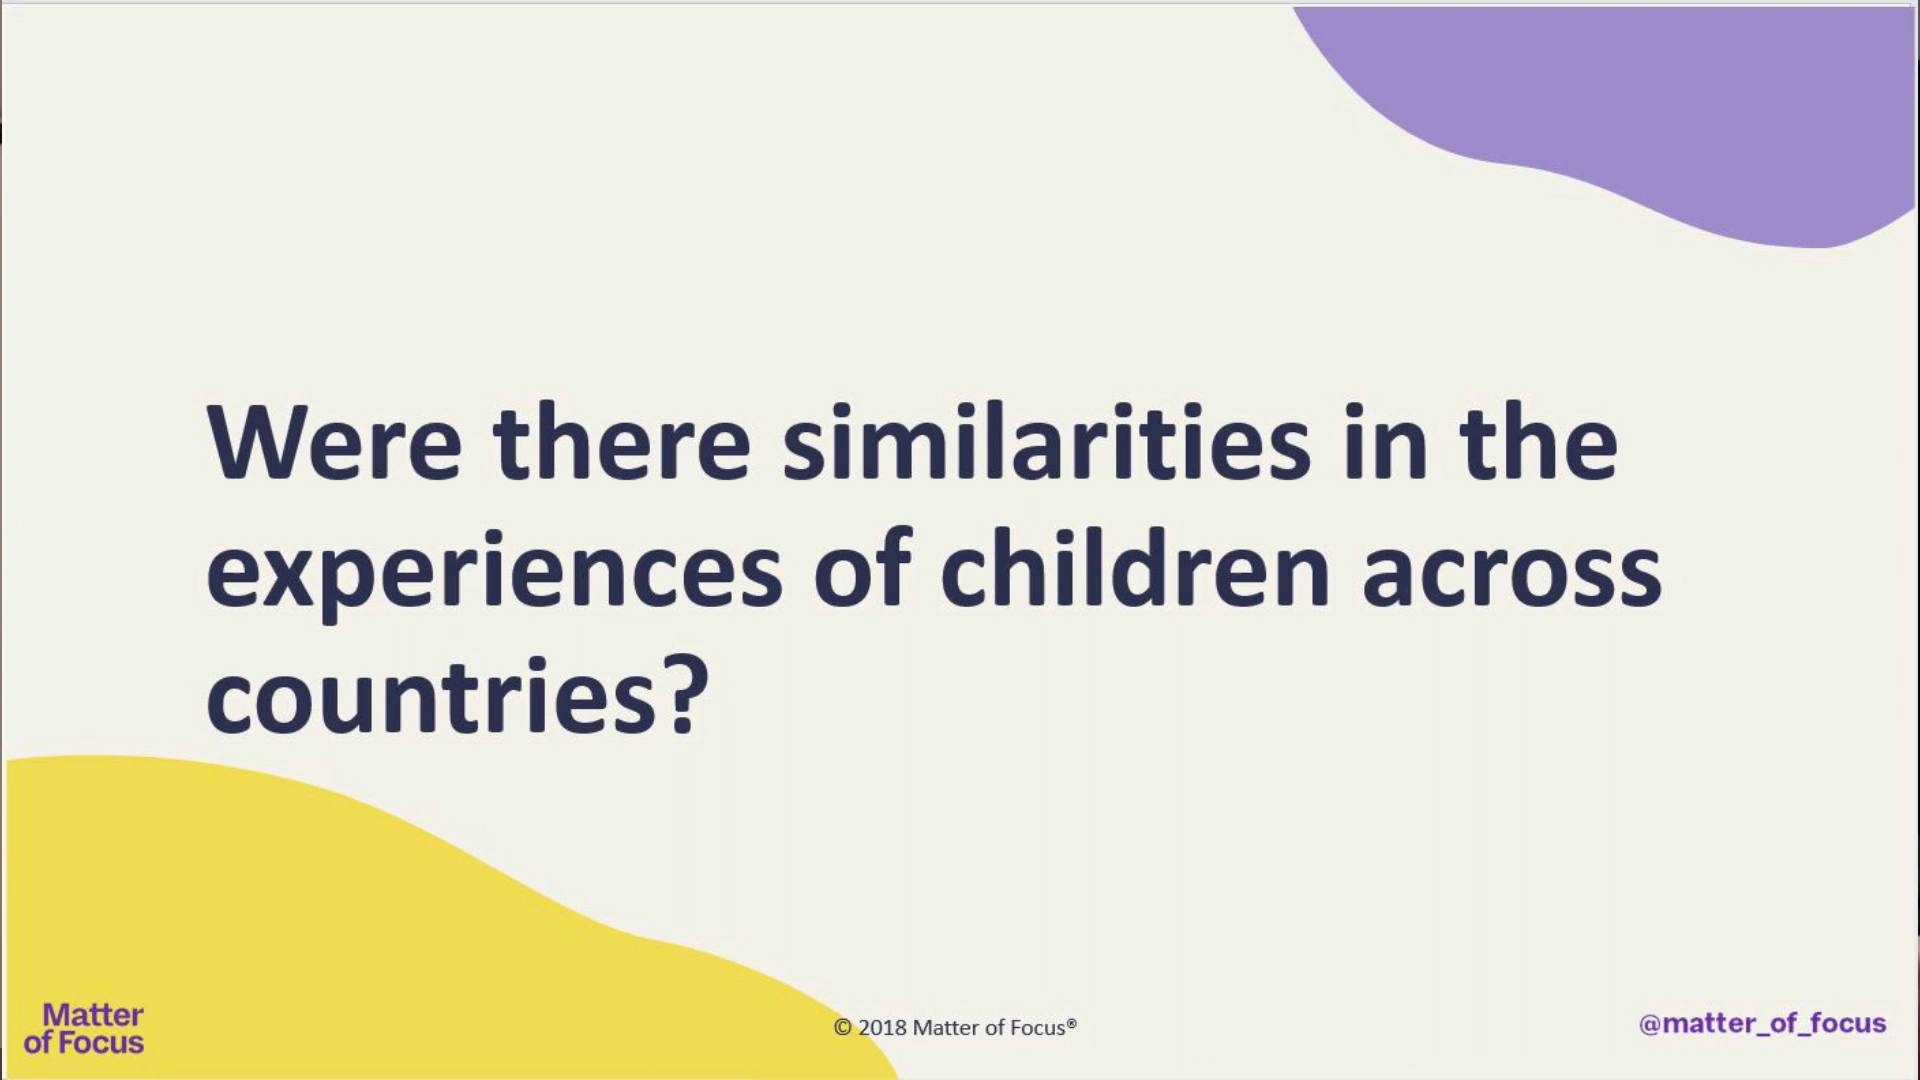 Were there similarities in the
experiences of children across
countries?
Matter
of Focus
© 2018 Matter of Focus®
@matter_of_focus